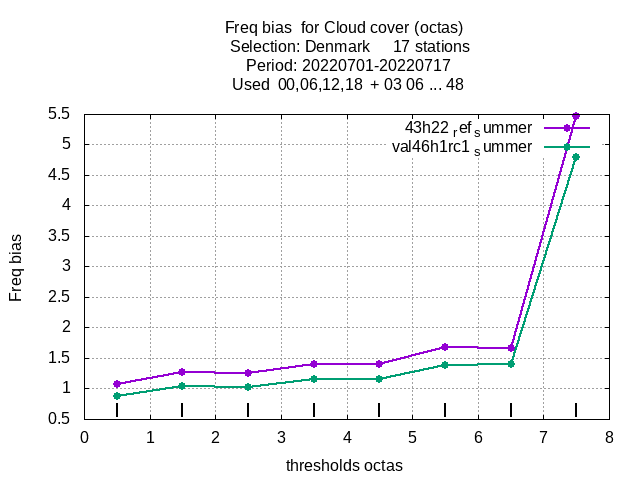 Freq bias for Cloud cover (octas)
Selection: Denmark 17 stations
Period: 20220701-20220717
Used 00,06,12,18 + 03 06 ... 48
43h22_ref_summer
val46h1rc1_summer
5.5
5
4.5
4
3.5
3
2.5
2
1.5
1
0.5
Freq bias
0 1 2 3 4 5 6 7 8
thresholds octas